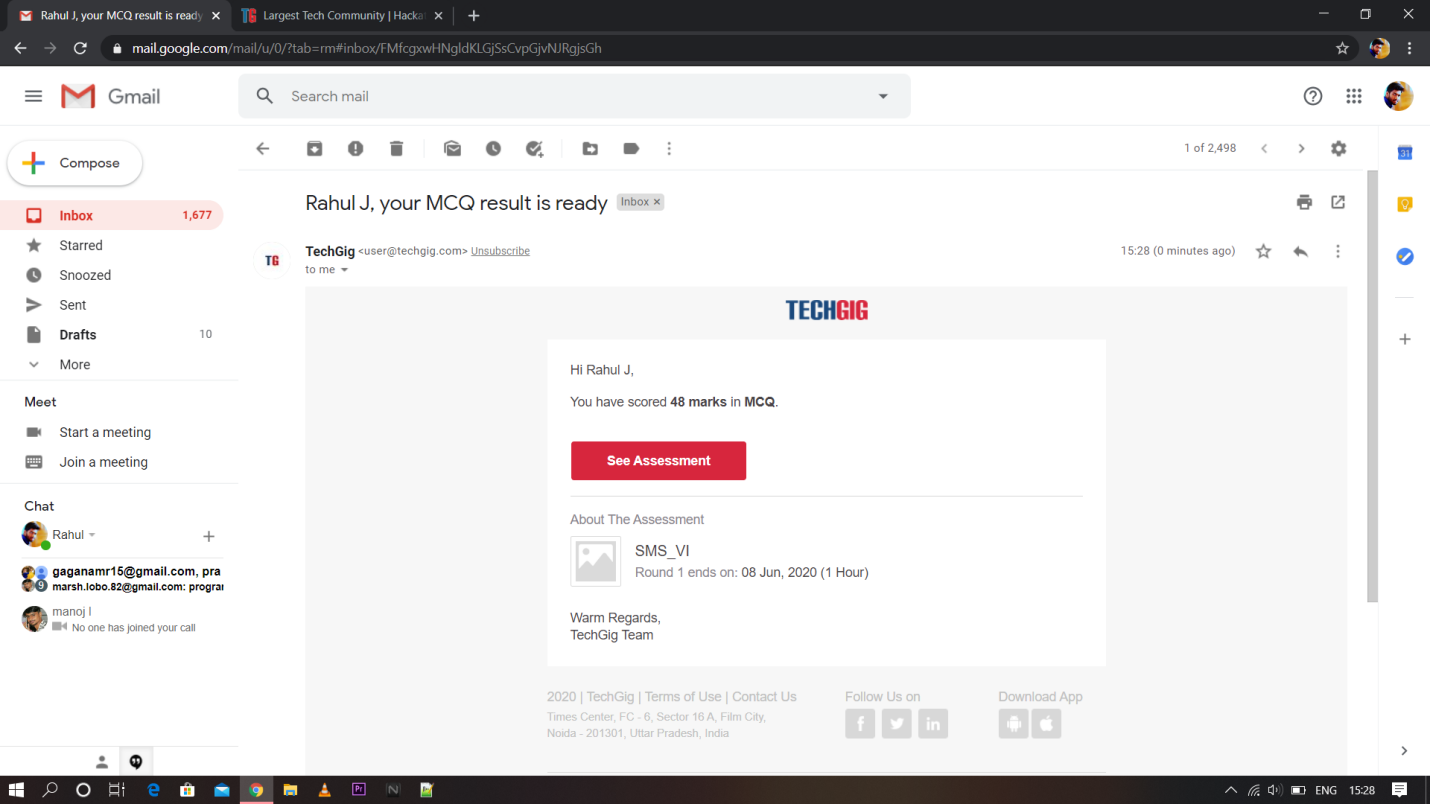 Rahul J, your MCQ result is ready
Largest Tech Community | Hackat
mail.google.com/mail/u/0/?tab=rm#inbox/FMfcgxwHNgldKLGjSsCvpGjvNJRgjsGh
Gmail
Search mail
Compose
1 of 2,498
31
Inbox 1,677
Starred
Snoozed
Sent
Drafts 10
More
Meet
Start a meeting
Join a meeting
Chat
Rahul
gaganamr15@gmail.com, pra
9 marsh.lobo.82@gmail.com: prograr
manoj l
No one has joined your call
Rahul J, your MCQ result is ready Inbox ×
TG
TechGig <user@techgig.com> Unsubscribe
15:28 (0 minutes ago)
to me
TECHGIG
Hi Rahul J,
You have scored 48 marks in MCQ.
See Assessment
About The Assessment
SMS_VI
Round 1 ends on: 08 Jun, 2020 (1 Hour)
Warm Regards,
TechGig Team
2020 | TechGig | Terms of Use | Contact Us
Times Center, FC - 6, Sector 16 A, Film City,
Noida - 201301, Uttar Pradesh, India
Follow Us on
Download App
ENG 15:28